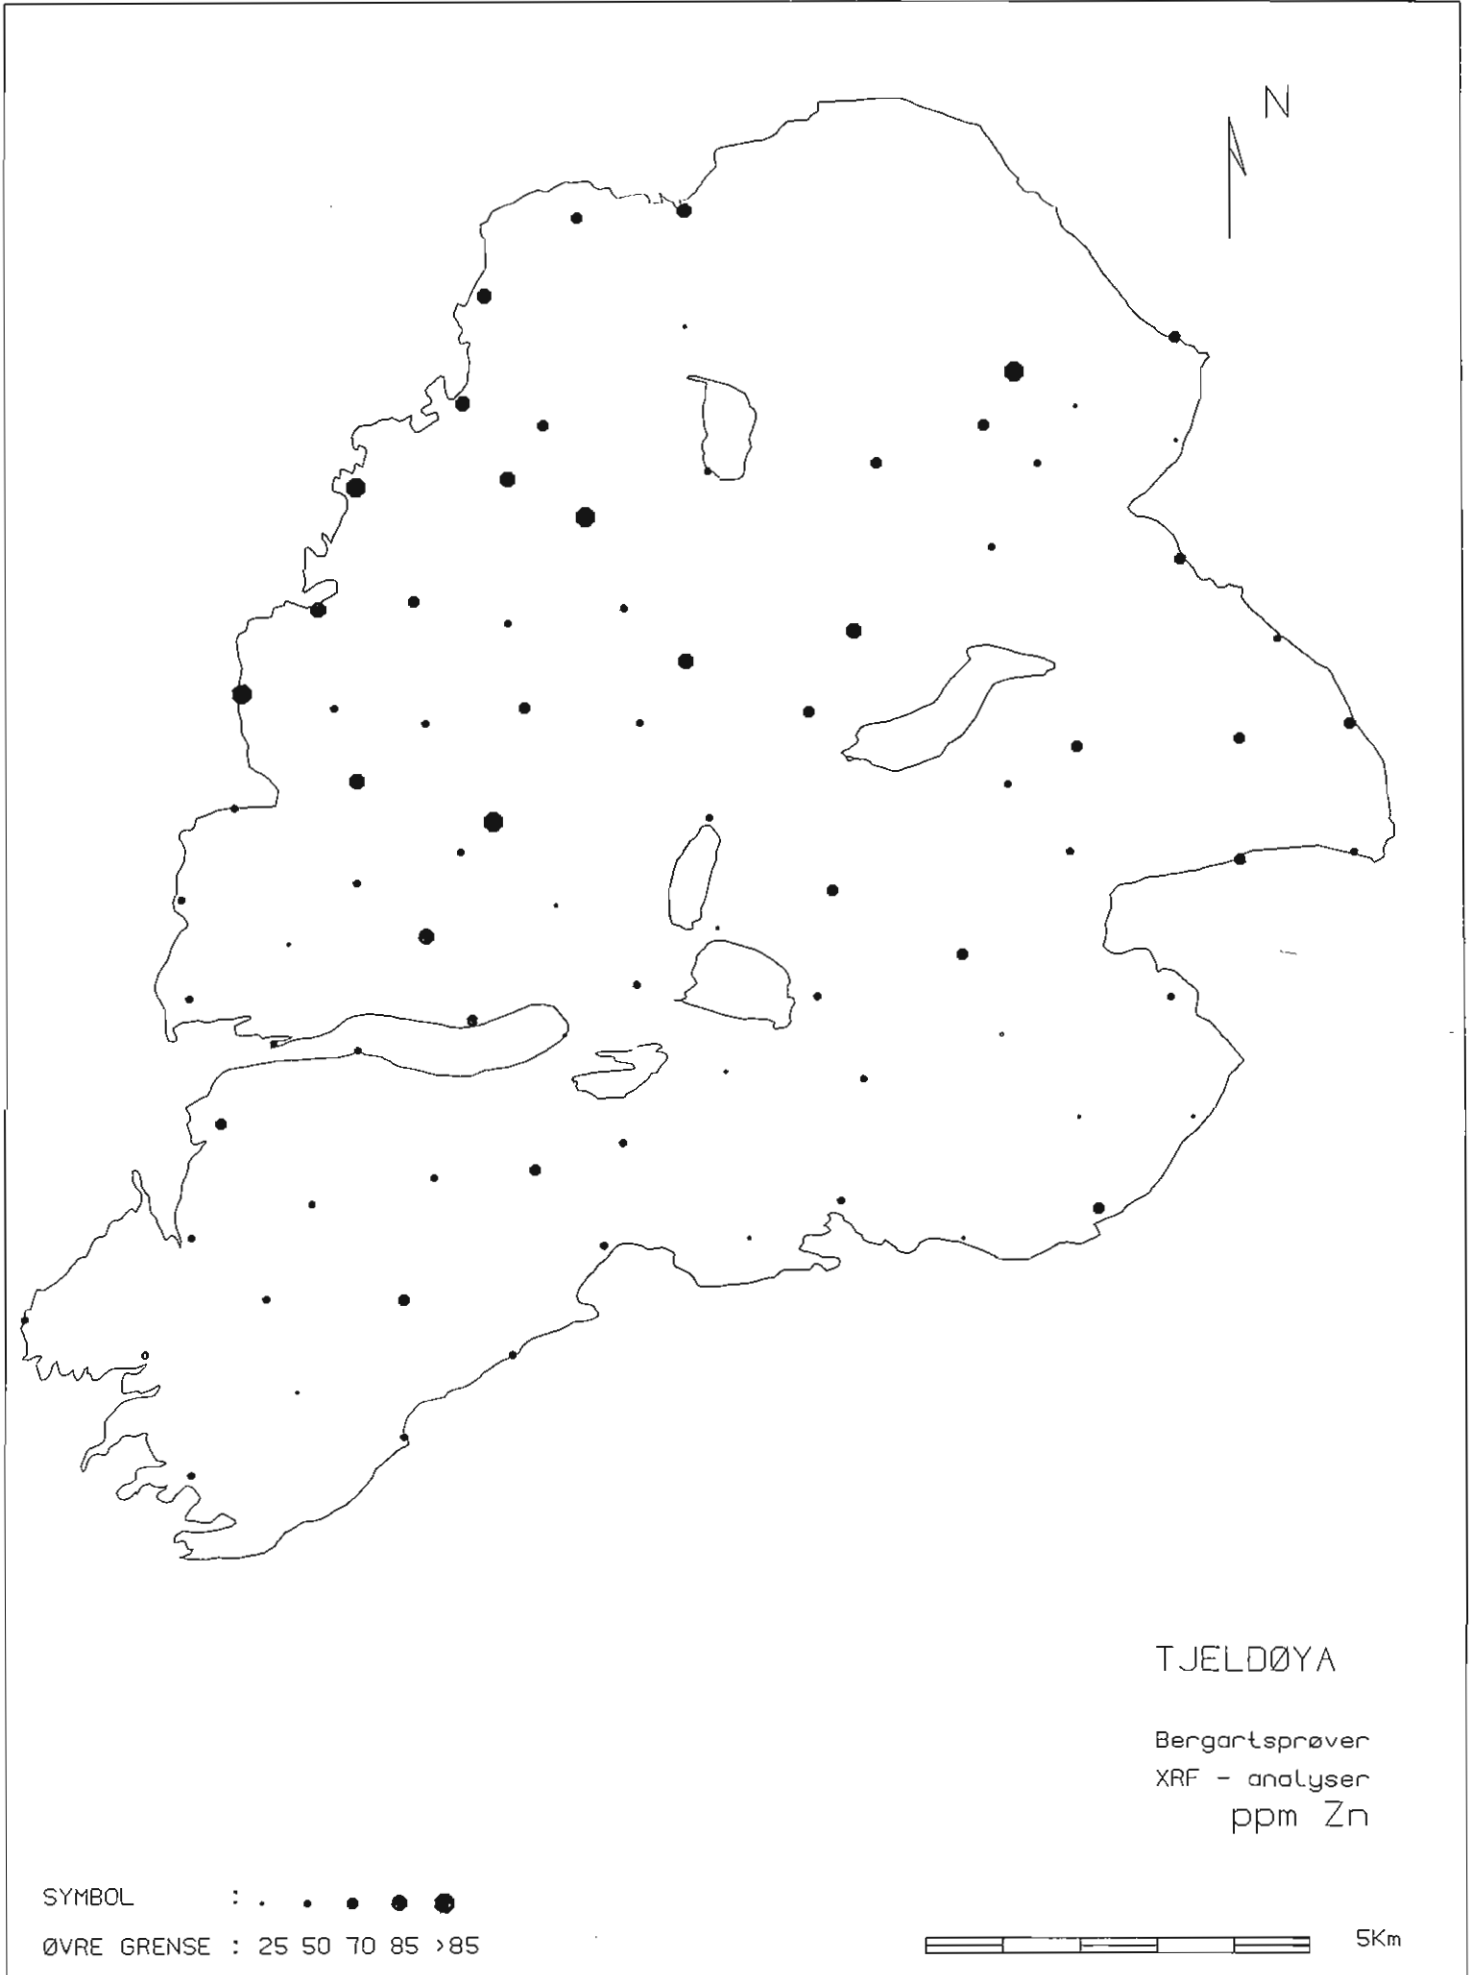 N
TJELDØYA
Bergartsprøver
XRF - analyser
ppm Zn
SYMBOL :
ØVRE GRENSE : 25 50 70 85 >85
5Km